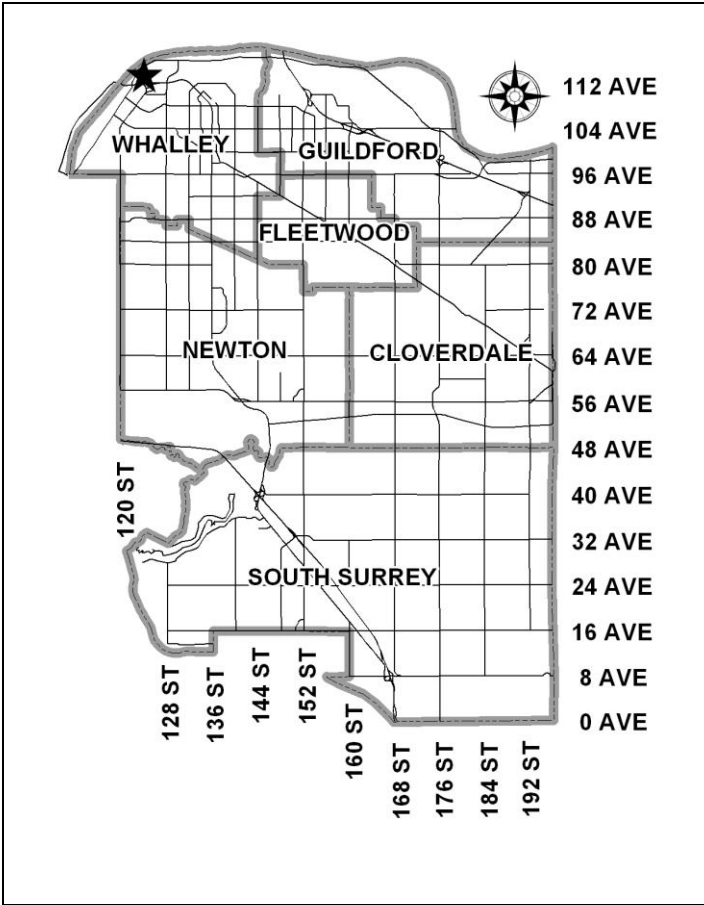 112 AVE
104 AVE
WHALLEY
GUILDFORD
96 AVE
88 AVE
FLEETWOOD
80 AVE
72 AVE
NEWTON
CLOVERDALE
64 AVE
56 AVE
48 AVE
120 ST
40 AVE
32 AVE
SOUTH SURREY
24 AVE
16 AVE
8 AVE
0 AVE
128 ST
136 ST
144 ST
152 ST
160 ST
168 ST
176 ST
184 ST
192 ST